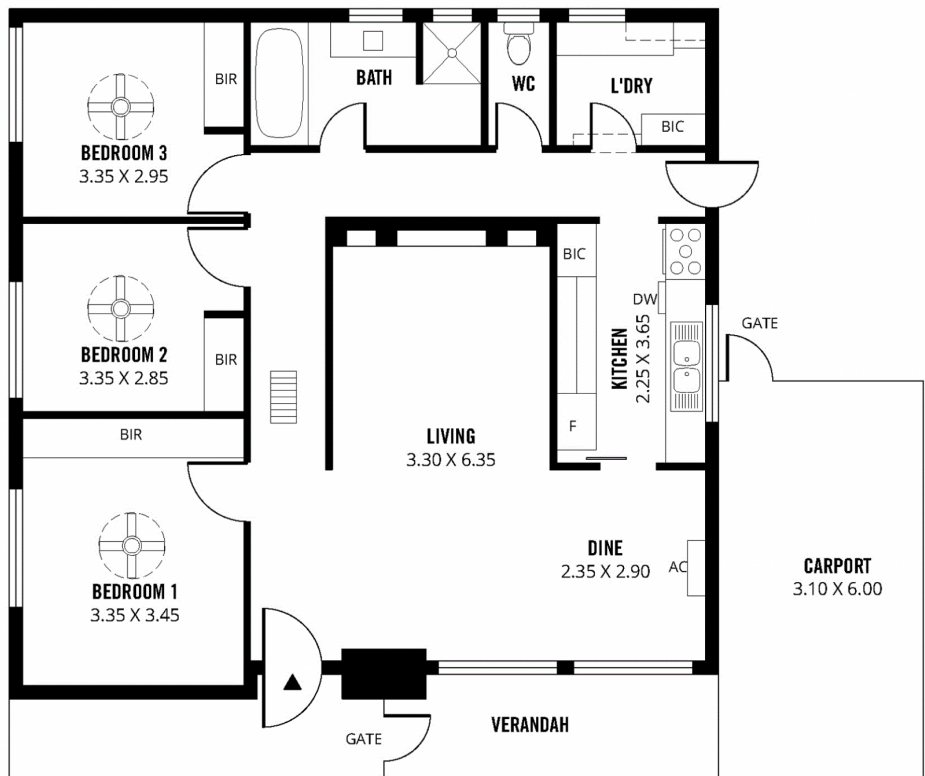 BIR
BATH
WC
L'DRY
BIC
BEDROOM 3
3.35 X 2.95
BIC
DW
KITCHEN
2.25 X 3.65
GATE
BEDROOM 2
3.35 X 2.85
BIR
BIR
F
LIVING
3.30 X 6.35
DINE
2.35 X 2.90
AC
CARPORT
3.10 X 6.00
BEDROOM 1
3.35 X 3.45
GATE
VERANDAH